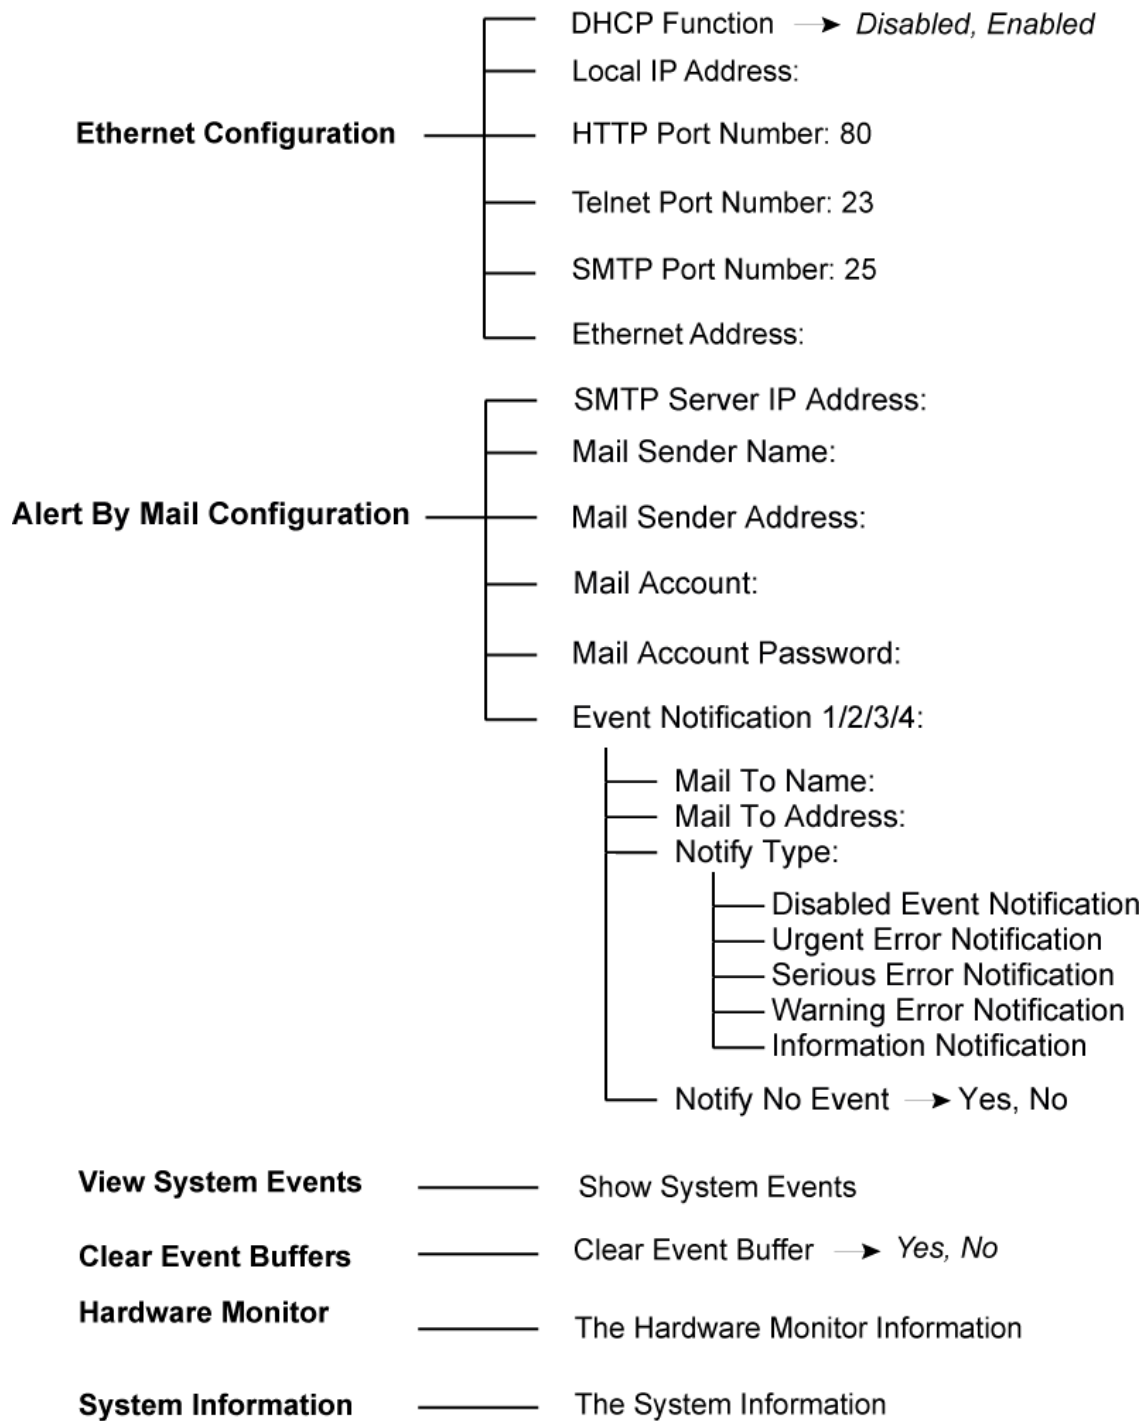 DHCP Function → Disabled, Enabled
Local IP Address:
Ethernet Configuration
HTTP Port Number: 80
Telnet Port Number: 23
SMTP Port Number: 25
Ethernet Address:
SMTP Server IP Address:
Mail Sender Name:
Alert By Mail Configuration
Mail Sender Address:
Mail Account:
Mail Account Password:
Event Notification 1/2/3/4:
Mail To Name:
Mail To Address:
Notify Type:
Disabled Event Notification
Urgent Error Notification
Serious Error Notification
Warning Error Notification
Information Notification
Notify No Event → Yes, No
View System Events
Show System Events
Clear Event Buffers
Clear Event Buffer → Yes, No
Hardware Monitor
The Hardware Monitor Information
System Information
The System Information